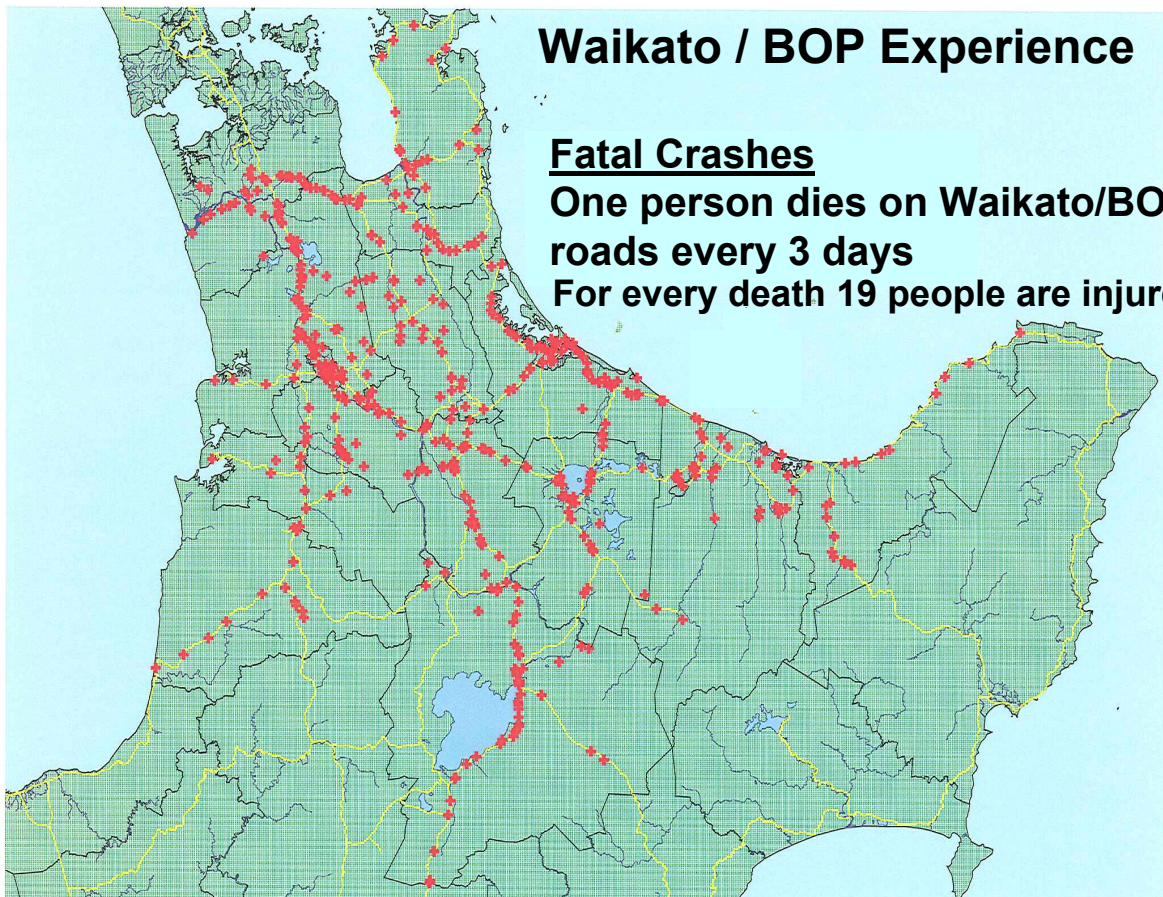 Waikato / BOP Experience
Fatal Crashes
One person dies on Waikato/BO
roads every 3 days
For every death 19 people are injur